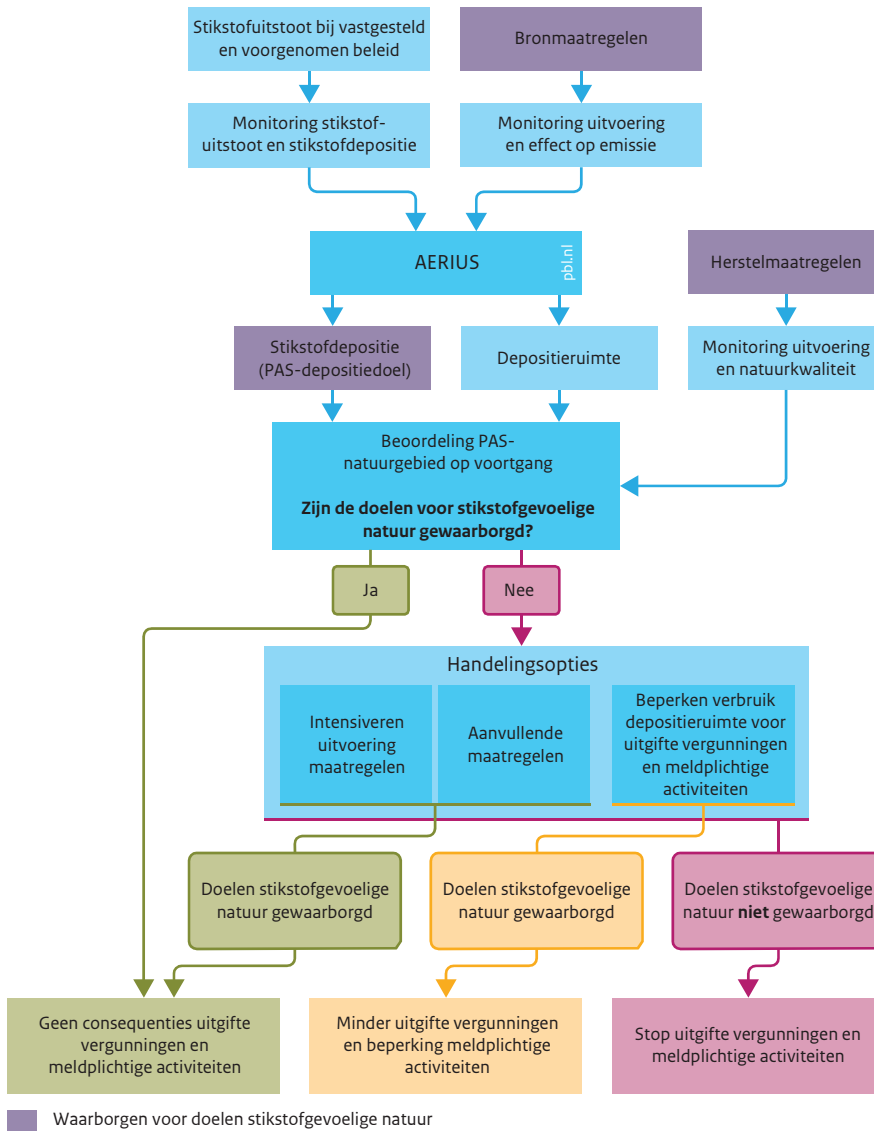 Stikstofuitstoot bij vastgesteld
en voorgenomen beleid
Bronmaatregelen
Monitoring stikstof-
uitstoot en stikstofdepositie
Monitoring uitvoering
en effect op emissie
AERIUS
pbl.nl
Herstelmaatregelen
Stikstofdepositie
(PAS-depositiedoel)
Depositieruimte
Monitoring uitvoering
en natuurkwaliteit
Beoordeling PAS-
natuurgebied op voortgang
Zijn de doelen voor stikstofgevoelige
natuur gewaarborgd?
Ja
Nee
Handelingsopties
Intensiveren
uitvoering
maatregelen
Aanvullende
maatregelen
Beperken verbruik
depositieruimte voor
uitgifte vergunningen
en meldplichtige
activiteiten
Doelen stikstofgevoelige
natuur gewaarborgd
Doelen stikstofgevoelige
natuur gewaarborgd
Doelen stikstofgevoelige
natuur niet gewaarborgd
Geen consequenties uitgifte
vergunningen en
meldplichtige activiteiten
Minder uitgifte vergunningen
en beperking meldplichtige
activiteiten
Stop uitgifte vergunningen en
meldplichtige activiteiten
Waarborgen voor doelen stikstofgevoelige natuur